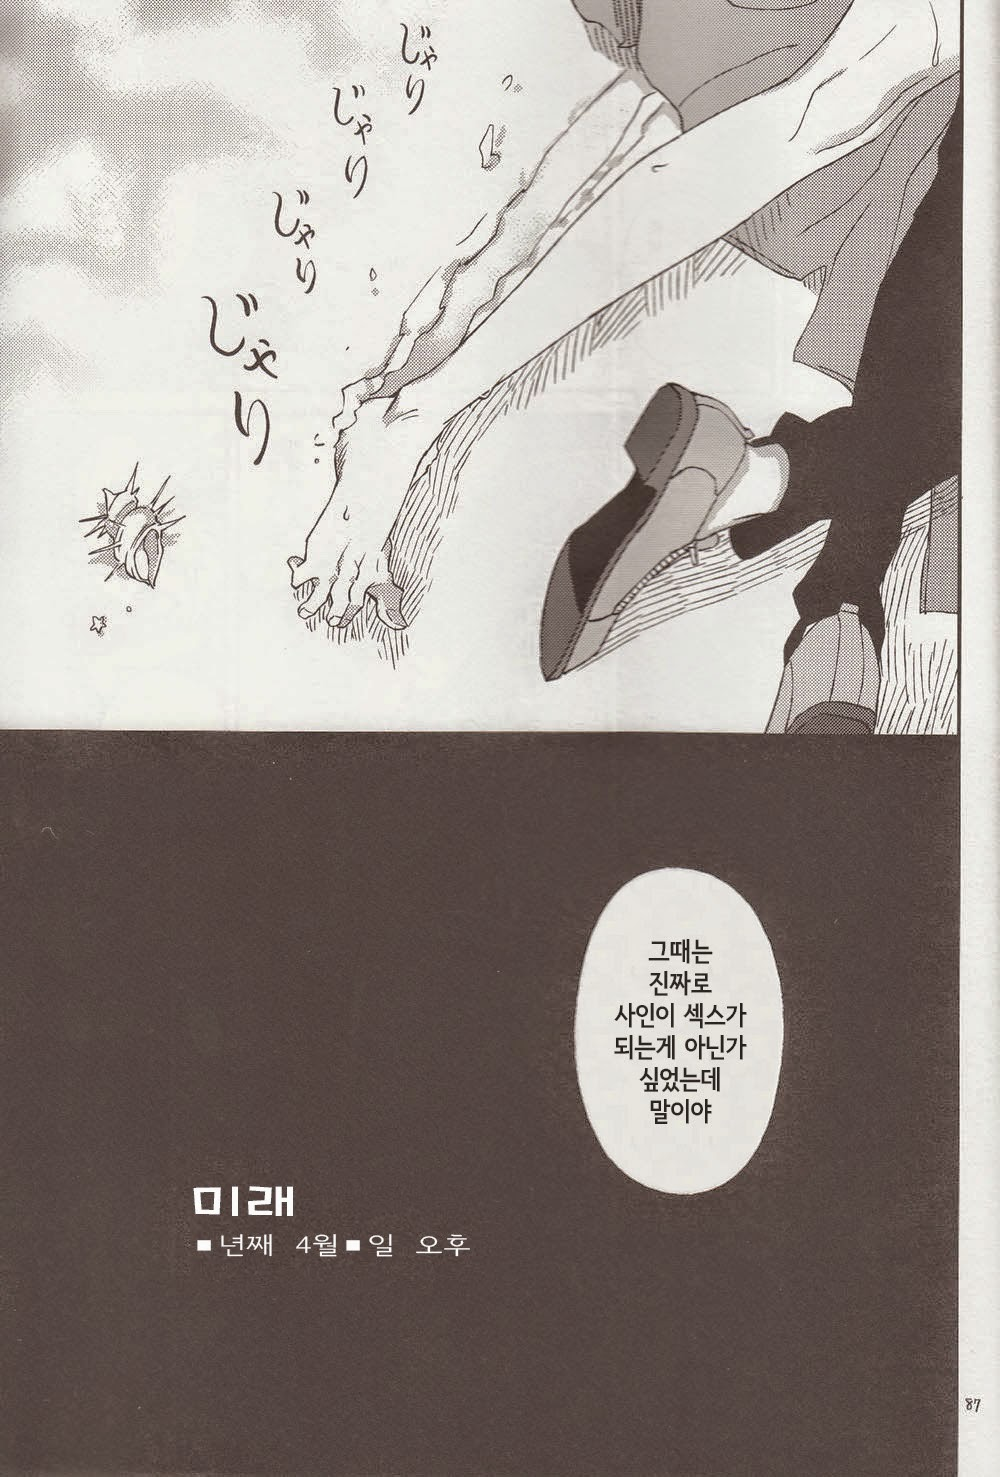 じゃり
じゃり
じゃり
じゃり
그때는
진짜로
사인이 섹스가
되는게 아닌가
싶었는데
말이야
미래
■년째 4월■일 오후
87